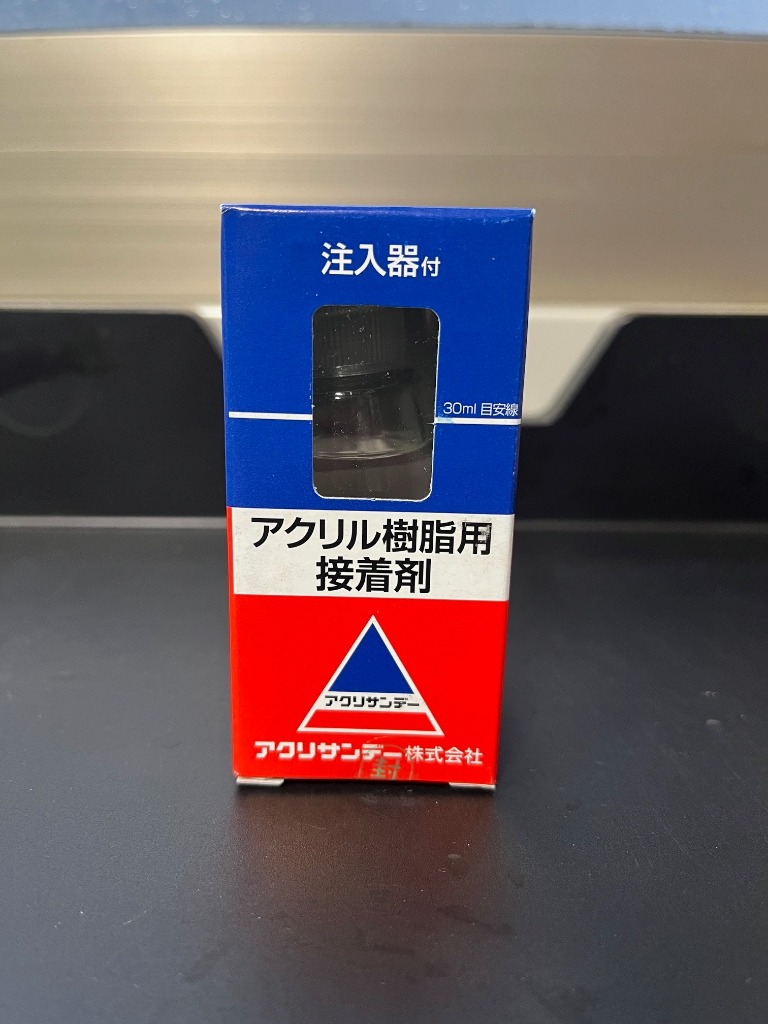 注入器付
30ml 目安線
アクリル樹脂用
接着剤
アクリサンデー
アクリサンデー株式会社
封